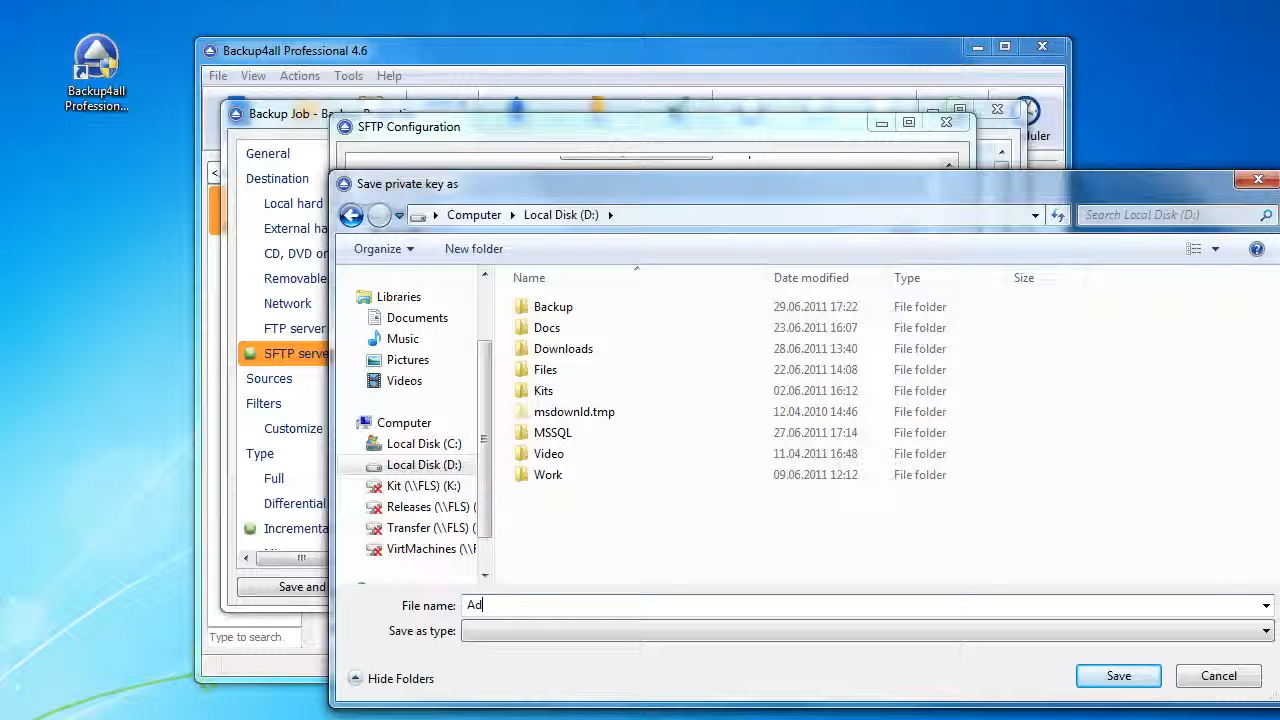 Backup4all
Profession...
Backup4all Professional 4.6
File View Actions Tools Help
Backup Job -
SFTP Configuration
General
Destination
Local hard
External ha
CD, DVD or
Removable
Network
FTP server
SFTP serve
Sources
Filters
Customize
Type
Full
Differential
Incrementa
Save and
Type to search
Save private key as
Computer
Local Disk (D:)
Search Local Disk (D:)
Organize
New folder
Name Date modified Type Size
Libraries
Documents
Music
Pictures
Videos
Computer
Local Disk (C:)
Local Disk (D:)
Kit (\\FLS) (K:)
Releases (\\FLS) (
Transfer (\\FLS) (
VirtMachines (\\F
Backup 29.06.2011 17:22 File folder
Docs 23.06.2011 16:07 File folder
Downloads 28.06.2011 13:40 File folder
Files 22.06.2011 14:08 File folder
Kits 02.06.2011 16:12 File folder
msdownld.tmp 12.04.2010 14:46 File folder
MSSQL 27.06.2011 17:14 File folder
Video 11.04.2011 16:48 File folder
Work 09.06.2011 12:12 File folder
File name: Ad
Save as type:
Hide Folders
Save
Cancel